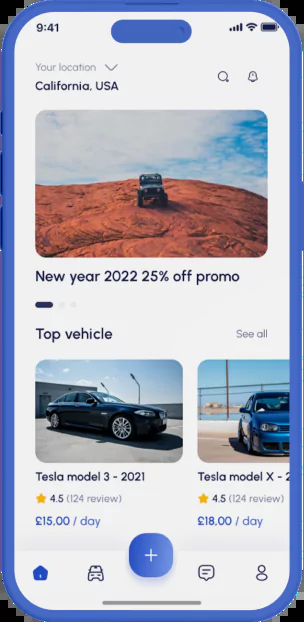 9:41
Your location
California, USA
New year 2022 25% off promo
Top vehicle
See all
Tesla model 3 - 2021
Tesla model X - 2
4.5 (124 review)
4.5 (124 review)
£15,00 / day
£18,00 / day